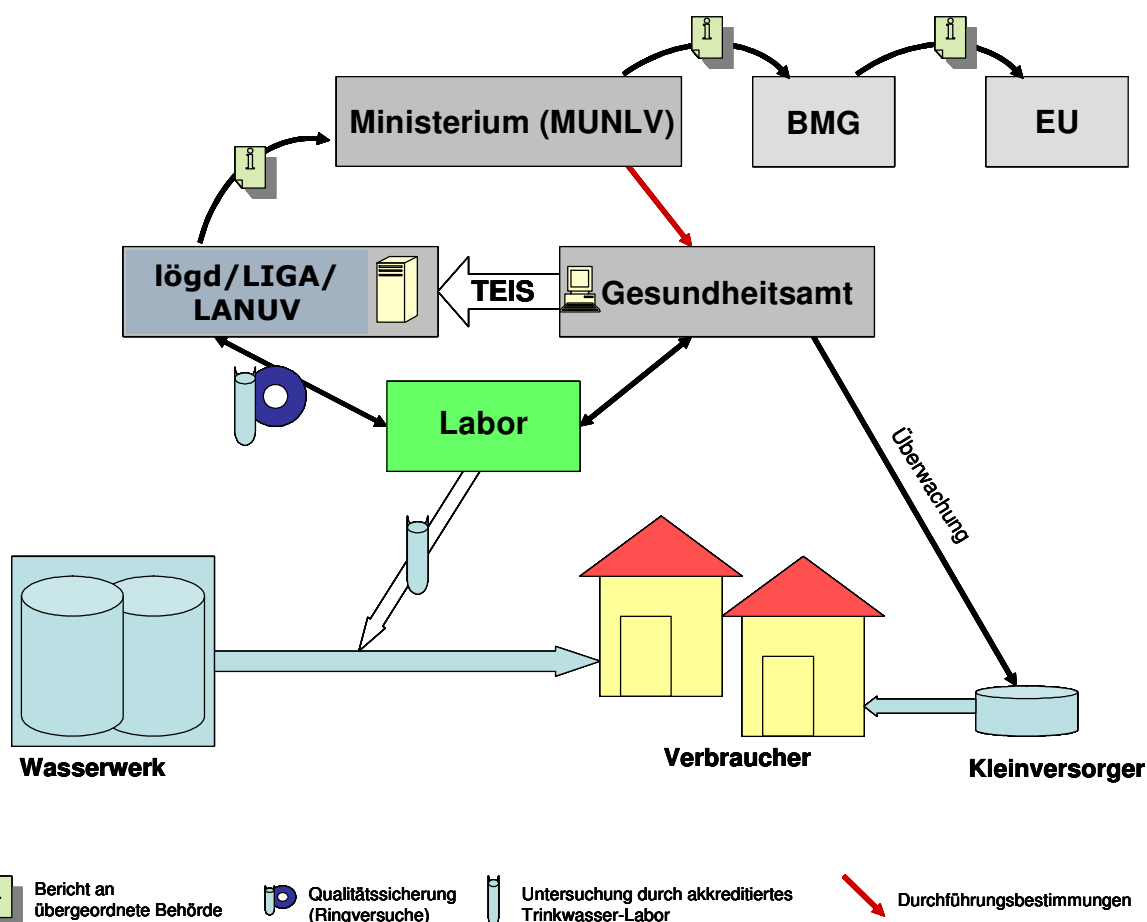 Ministerium (MUNLV)
BMG
EU
i
i
i
lögd/LIGA/
LANUV
TEIS
Gesundheitsamt
Labor
Überwachung
Wasserwerk
Verbraucher
Kleinversorger
Bericht an
übergeordnete Behörde
Qualitätssicherung
(Ringversuche)
Untersuchung durch akkreditiertes
Trinkwasser-Labor
Durchführungsbestimmungen